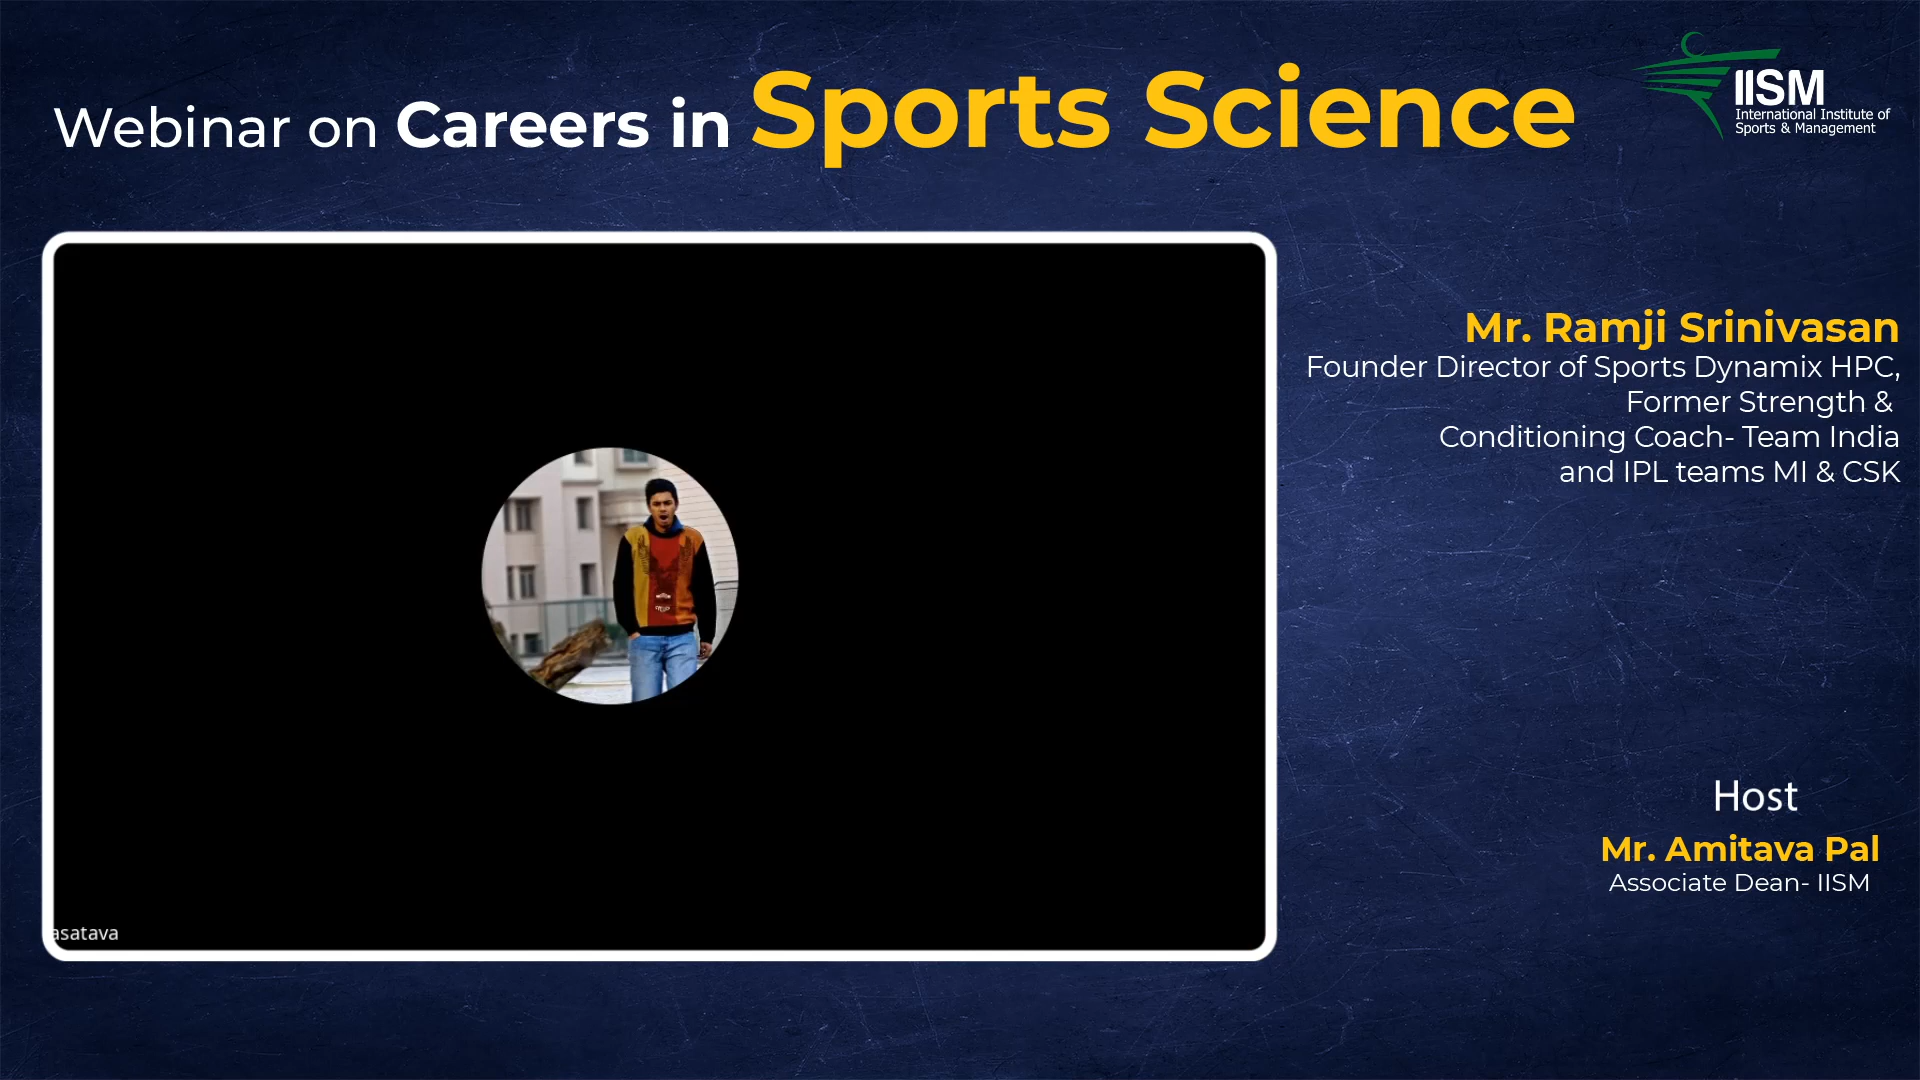 Webinar on Careers in Sports Science
IISM
International Institute of
Sports & Management
Mr. Ramji Srinivasan
Founder Director of Sports Dynamix HPC,
Former Strength &
Conditioning Coach- Team India
and IPL teams MI & CSK
Host
Mr. Amitava Pal
Associate Dean- IISM
asatava